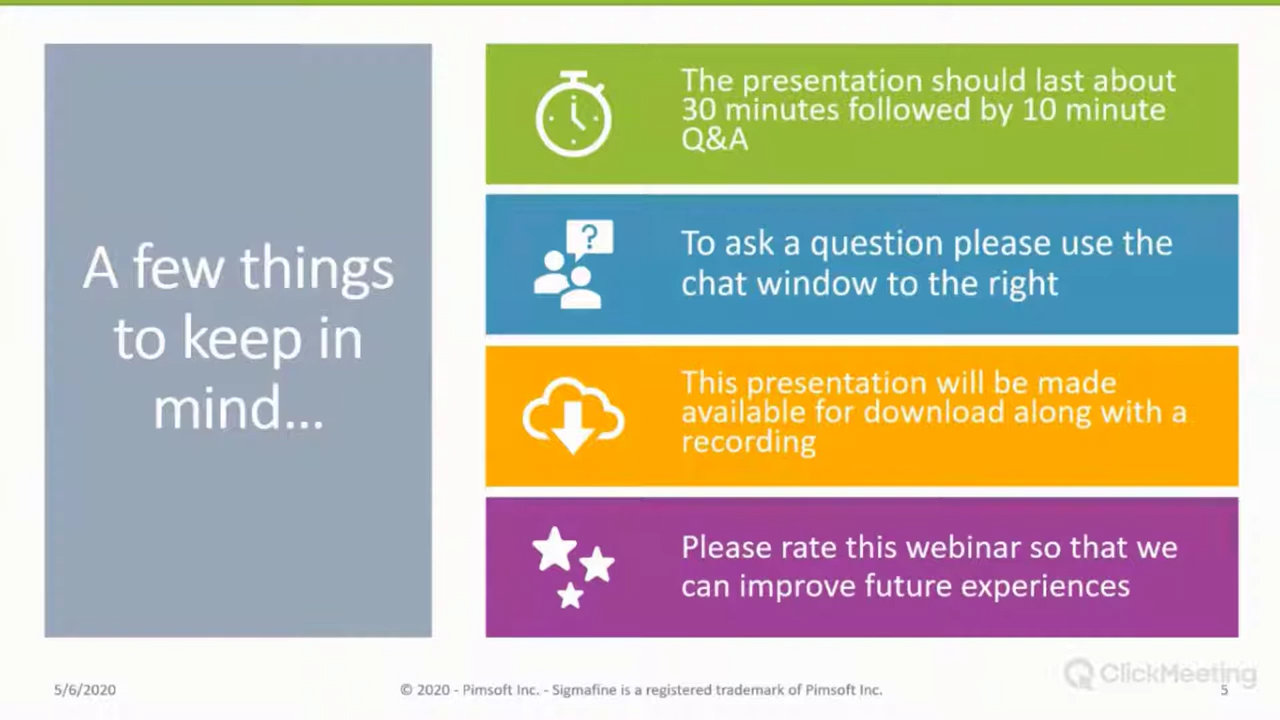 A few things
to keep in
mind...
The presentation should last about
30 minutes followed by 10 minute
Q&A
?
To ask a question please use the
chat window to the right
This presentation will be made
available for download along with a
recording
Please rate this webinar so that we
can improve future experiences
ClickMeeting
5/6/2020
© 2020 - Pimsoft Inc. - Sigmafine is a registered trademark of Pimsoft Inc.
5